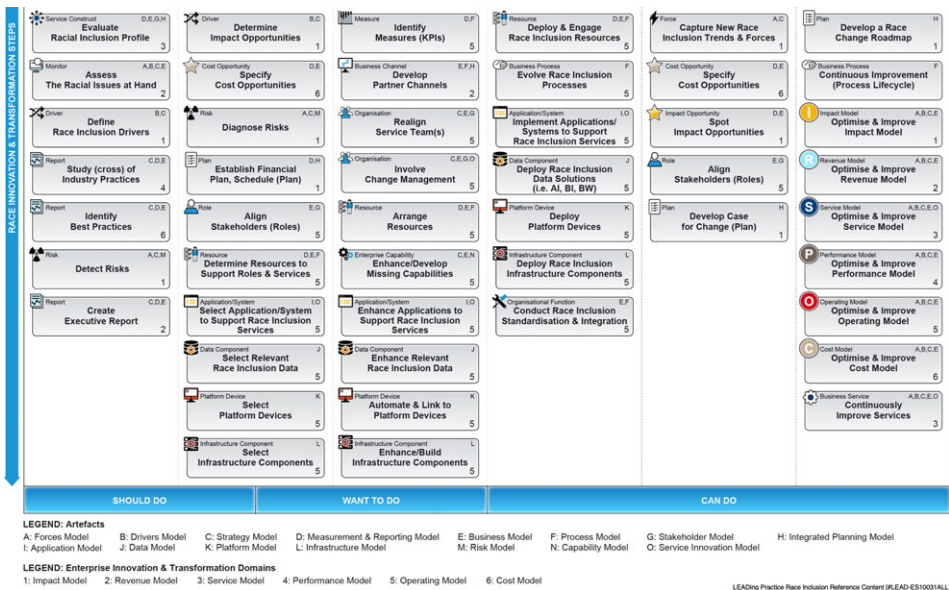 RACE INNOVATION & TRANSFORMATION STEPS
Service Construct D,E,G,H
Evaluate
Racial Inclusion Profile
3
Monitor A,B,C,E
Assess
The Racial Issues at Hand
2
Driver B,C
Define
Race Inclusion Drivers
1
Report C,D,E
Study (cross) of
Industry Practices
4
Report C,D,E
Identify
Best Practices
6
Risk A,C,M
Detect Risks
1
Report C,D,E
Create
Executive Report
2
Driver B,C
Determine
Impact Opportunities
1
Cost Opportunity D,E
Specify
Cost Opportunities
6
Risk A,C,M
Diagnose Risks
1
Plan D,H
Establish Financial
Plan, Schedule (Plan)
1
Role E,G
Align
Stakeholders (Roles)
5
Resource D,E,F
Determine Resources to
Support Roles & Services
5
Application/System I,O
Select Application/System
to Support Race Inclusion
Services
5
Data Component J
Select Relevant
Race Inclusion Data
5
Platform Device K
Select
Platform Devices
5
Infrastructure Component L
Select
Infrastructure Components
5
Measure D,F
Identify
Measures (KPIs)
5
Business Channel E,F,H
Develop
Partner Channels
2
Organisation C,E,G
Realign
Service Team(s)
5
Organisation C,E,G,O
Involve
Change Management
5
Resource D,E,F
Arrange
Resources
5
Enterprise Capability C,E,N
Enhance/Develop
Missing Capabilities
5
Application/System I,O
Enhance Applications to
Support Race Inclusion
Services
5
Data Component J
Enhance Relevant
Race Inclusion Data
5
Platform Device K
Automate & Link to
Platform Devices
5
Infrastructure Component L
Enhance/Build
Infrastructure Components
5
Resource D,E,F
Deploy & Engage
Race Inclusion Resources
5
Business Process F
Evolve Race Inclusion
Processes
5
Application/System I,O
Implement Applications/
Systems to Support
Race Inclusion Services
5
Data Component J
Deploy Race Inclusion
Data Solutions
(i.e. AI, BI, BW)
5
Platform Device K
Deploy
Platform Devices
5
Infrastructure Component L
Deploy Race Inclusion
Infrastructure Components
5
Organisational Function E,F
Conduct Race Inclusion
Standardisation & Integration
5
Force A,C
Capture New Race
Inclusion Trends & Forces
1
Cost Opportunity D,E
Specify
Cost Opportunities
6
Impact Opportunity D,E
Spot
Impact Opportunities
1
Role E,G
Align
Stakeholders (Roles)
5
Plan H
Develop Case
for Change (Plan)
1
Plan H
Develop a Race
Change Roadmap
1
Business Process F
Continuous Improvement
(Process Lifecycle)
5
I
Impact Model A,B,C,E
Optimise & Improve
Impact Model
1
R
Revenue Model A,B,C,E
Optimise & Improve
Revenue Model
2
S
Service Model A,B,C,E,O
Optimise & Improve
Service Model
3
P
Performance Model A,B,C,E
Optimise & Improve
Performance Model
4
O
Operating Model A,B,C,E
Optimise & Improve
Operating Model
5
C
Cost Model A,B,C,E
Optimise & Improve
Cost Model
6
Business Service A,B,C,E,O
Continuously
Improve Services
3
SHOULD DO WANT TO DO CAN DO
LEGEND: Artefacts
A: Forces Model B: Drivers Model C: Strategy Model D: Measurement & Reporting Model E: Business Model F: Process Model G: Stakeholder Model H: Integrated Planning Model
I: Application Model J: Data Model K: Platform Model L: Infrastructure Model M: Risk Model N: Capability Model O: Service Innovation Model
LEGEND: Enterprise Innovation & Transformation Domains
1: Impact Model 2: Revenue Model 3: Service Model 4: Performance Model 5: Operating Model 6: Cost Model
LEADing Practice Race Inclusion Reference Content [#LEAD-ES10031ALL]